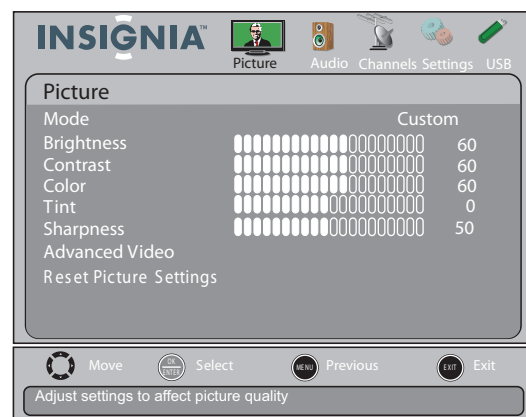 INSIGNIA™
Picture Audio Channels Settings USB
Picture
Mode Custom
Brightness 60
Contrast 60
Color 60
Tint 0
Sharpness 50
Advanced Video
Reset Picture Settings
Move OK ENTER Select MENU Previous EXIT Exit
Adjust settings to affect picture quality